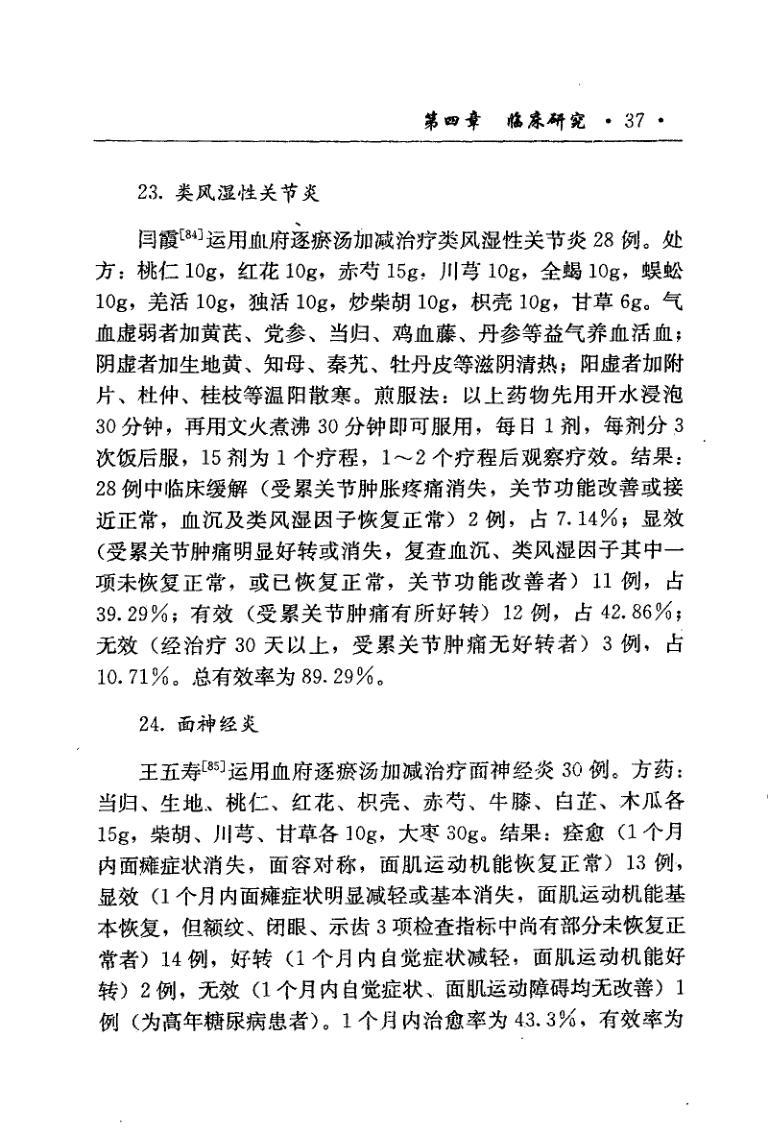 第四章 临床研究 · 37 ·
23. 类风湿性关节炎
闫霞[84]运用血府逐瘀汤加减治疗类风湿性关节炎 28 例。处
方：桃仁 10g，红花 10g，赤芍 15g，川芎 10g，全蝎 10g，蜈蚣
10g，羌活 10g，独活 10g，炒柴胡 10g，枳壳 10g，甘草 6g。气
血虚弱者加黄芪、党参、当归、鸡血藤、丹参等益气养血活血；
阴虚者加生地黄、知母、秦艽、牡丹皮等滋阴清热；阳虚者加附
片、杜仲、桂枝等温阳散寒。煎服法：以上药物先用开水浸泡
30 分钟，再用文火煮沸 30 分钟即可服用，每日 1 剂，每剂分 3
次饭后服，15 剂为 1 个疗程，1～2 个疗程后观察疗效。结果：
28 例中临床缓解（受累关节肿胀疼痛消失，关节功能改善或接
近正常，血沉及类风湿因子恢复正常）2 例，占 7.14%；显效
（受累关节肿痛明显好转或消失，复查血沉、类风湿因子其中一
项未恢复正常，或已恢复正常，关节功能改善者）11 例，占
39.29%；有效（受累关节肿痛有所好转）12 例，占 42.86%；
无效（经治疗 30 天以上，受累关节肿痛无好转者）3 例，占
10.71%。总有效率为 89.29%。
24. 面神经炎
王五寿[85]运用血府逐瘀汤加减治疗面神经炎 30 例。方药：
当归、生地、桃仁、红花、枳壳、赤芍、牛膝、白芷、木瓜各
15g，柴胡、川芎、甘草各 10g，大枣 30g。结果：痊愈（1 个月
内面瘫症状消失，面容对称，面肌运动机能恢复正常）13 例，
显效（1 个月内面瘫症状明显减轻或基本消失，面肌运动机能基
本恢复，但额纹、闭眼、示齿 3 项检查指标中尚有部分未恢复正
常者）14 例，好转（1 个月内自觉症状减轻，面肌运动机能好
转）2 例，无效（1 个月内自觉症状、面肌运动障碍均无改善）1
例（为高年糖尿病患者）。1 个月内治愈率为 43.3%，有效率为